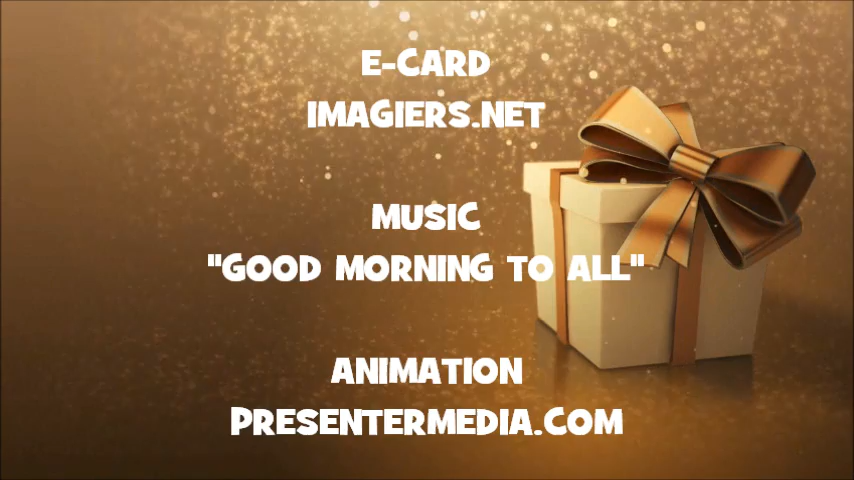 E-CARD
IMAGIERS.NET
MUSIC
"GOOD MORNING TO ALL"
ANIMATION
PRESENTERMEDIA.COM